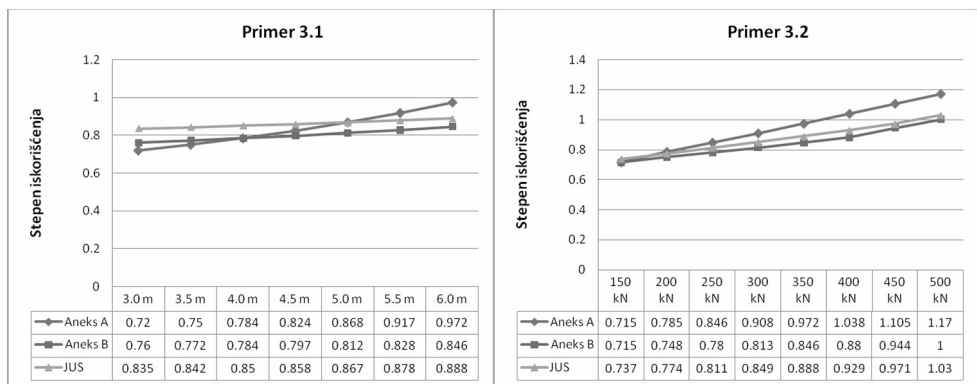 Primer 3.1
Stepen iskorišćenja
1.2
1
0.8
0.6
0.4
0.2
0
3.0 m 3.5 m 4.0 m 4.5 m 5.0 m 5.5 m 6.0 m
Aneks A 0.72 0.75 0.784 0.824 0.868 0.917 0.972
Aneks B 0.76 0.772 0.784 0.797 0.812 0.828 0.846
JUS 0.835 0.842 0.85 0.858 0.867 0.878 0.888
Primer 3.2
Stepen iskorišćenja
1.4
1.2
1
0.8
0.6
0.4
0.2
0
150 200 250 300 350 400 450 500
kN kN kN kN kN kN kN kN
Aneks A 0.715 0.785 0.846 0.908 0.972 1.038 1.105 1.17
Aneks B 0.715 0.748 0.78 0.813 0.846 0.88 0.944 1
JUS 0.737 0.774 0.811 0.849 0.888 0.929 0.971 1.03